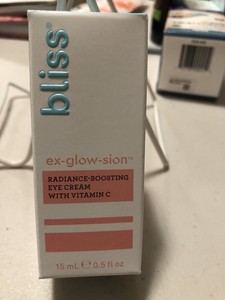 bliss®
ex-glow-sion™
RADIANCE-BOOSTING
EYE CREAM
WITH VITAMIN C
15 mL ℮ 0.5 fl oz